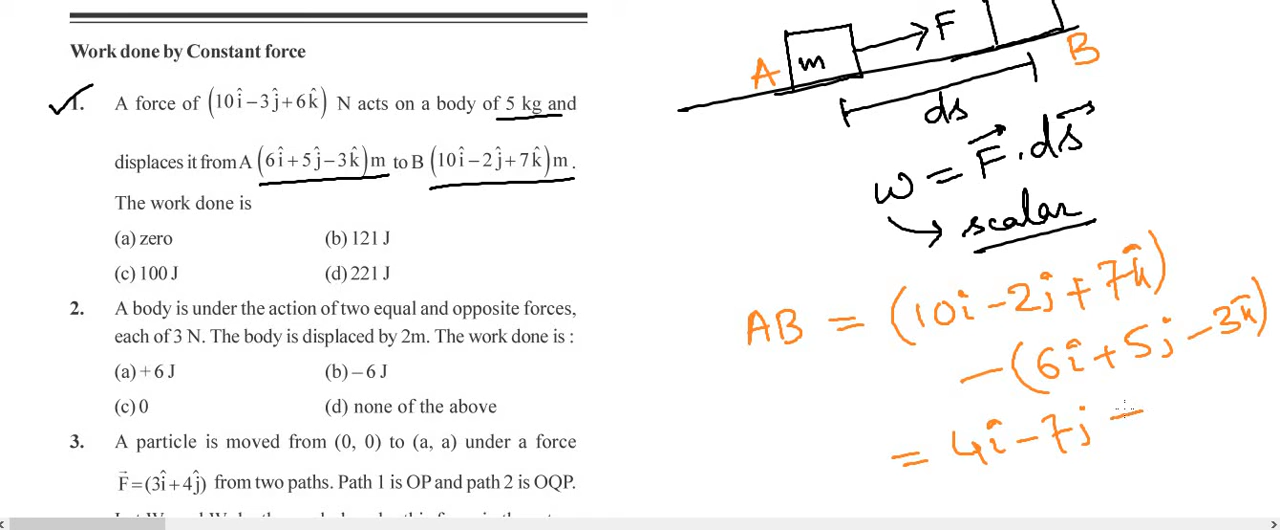 Work done by Constant force
1. A force of (10î−3ĵ+6k̂) N acts on a body of 5 kg and
displaces it from A (6î+5ĵ−3k̂)m to B (10î−2ĵ+7k̂)m.
The work done is
(a) zero (b) 121 J
(c) 100 J (d) 221 J
2. A body is under the action of two equal and opposite forces,
each of 3 N. The body is displaced by 2m. The work done is :
(a) + 6 J (b) – 6 J
(c) 0 (d) none of the above
3. A particle is moved from (0, 0) to (a, a) under a force
F⃗=(3î+4ĵ) from two paths. Path 1 is OP and path 2 is OQP.
A m F B
ds
w = F⃗ . ds⃗
→ scalar
AB = (10î − 2ĵ + 7k̂)
− (6î + 5j − 3k̂)
= 4î − 7j −